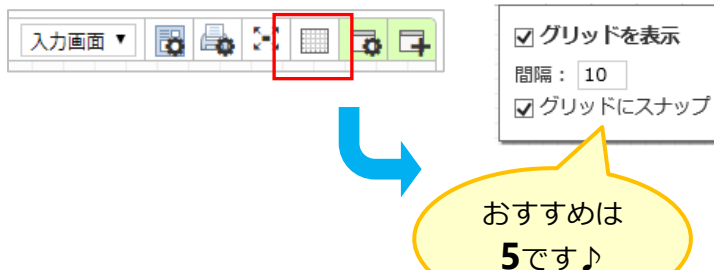 入力画面 ▼
グリッドを表示
間隔： 10
グリッドにスナップ
おすすめは
5です♪